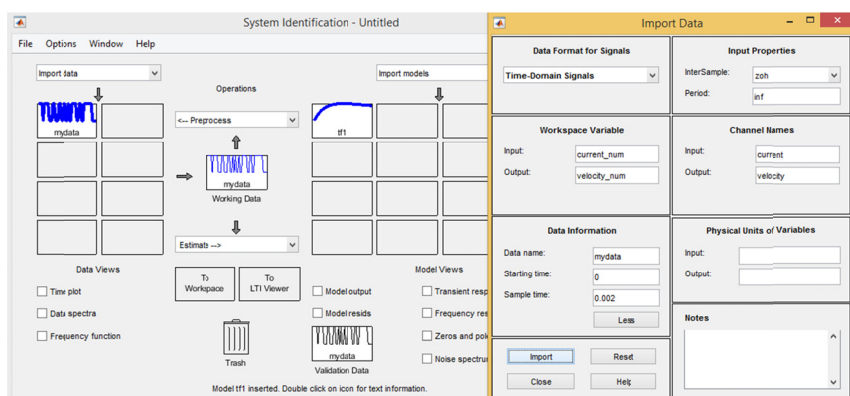 System Identification - Untitled
File Options Window Help
Import data
Import models
Operations
<-- Preprocess
mydata
tf1
mydata
Working Data
Estimate -->
Data Views
Time plot
Data spectra
Frequency function
To Workspace
To LTI Viewer
Trash
Model Views
Model output
Model resids
Transient resp
Frequency res
Zeros and pol
Noise spectru
mydata
Validation Data
Model tf1 inserted. Double click on icon for text information.
Import Data
Data Format for Signals
Time-Domain Signals
Workspace Variable
Input: current_num
Output: velocity_num
Data Information
Data name: mydata
Starting time: 0
Sample time: 0.002
Less
Import Reset
Close Help
Input Properties
InterSample: zoh
Period: inf
Channel Names
Input: current
Output: velocity
Physical Units of Variables
Input:
Output:
Notes